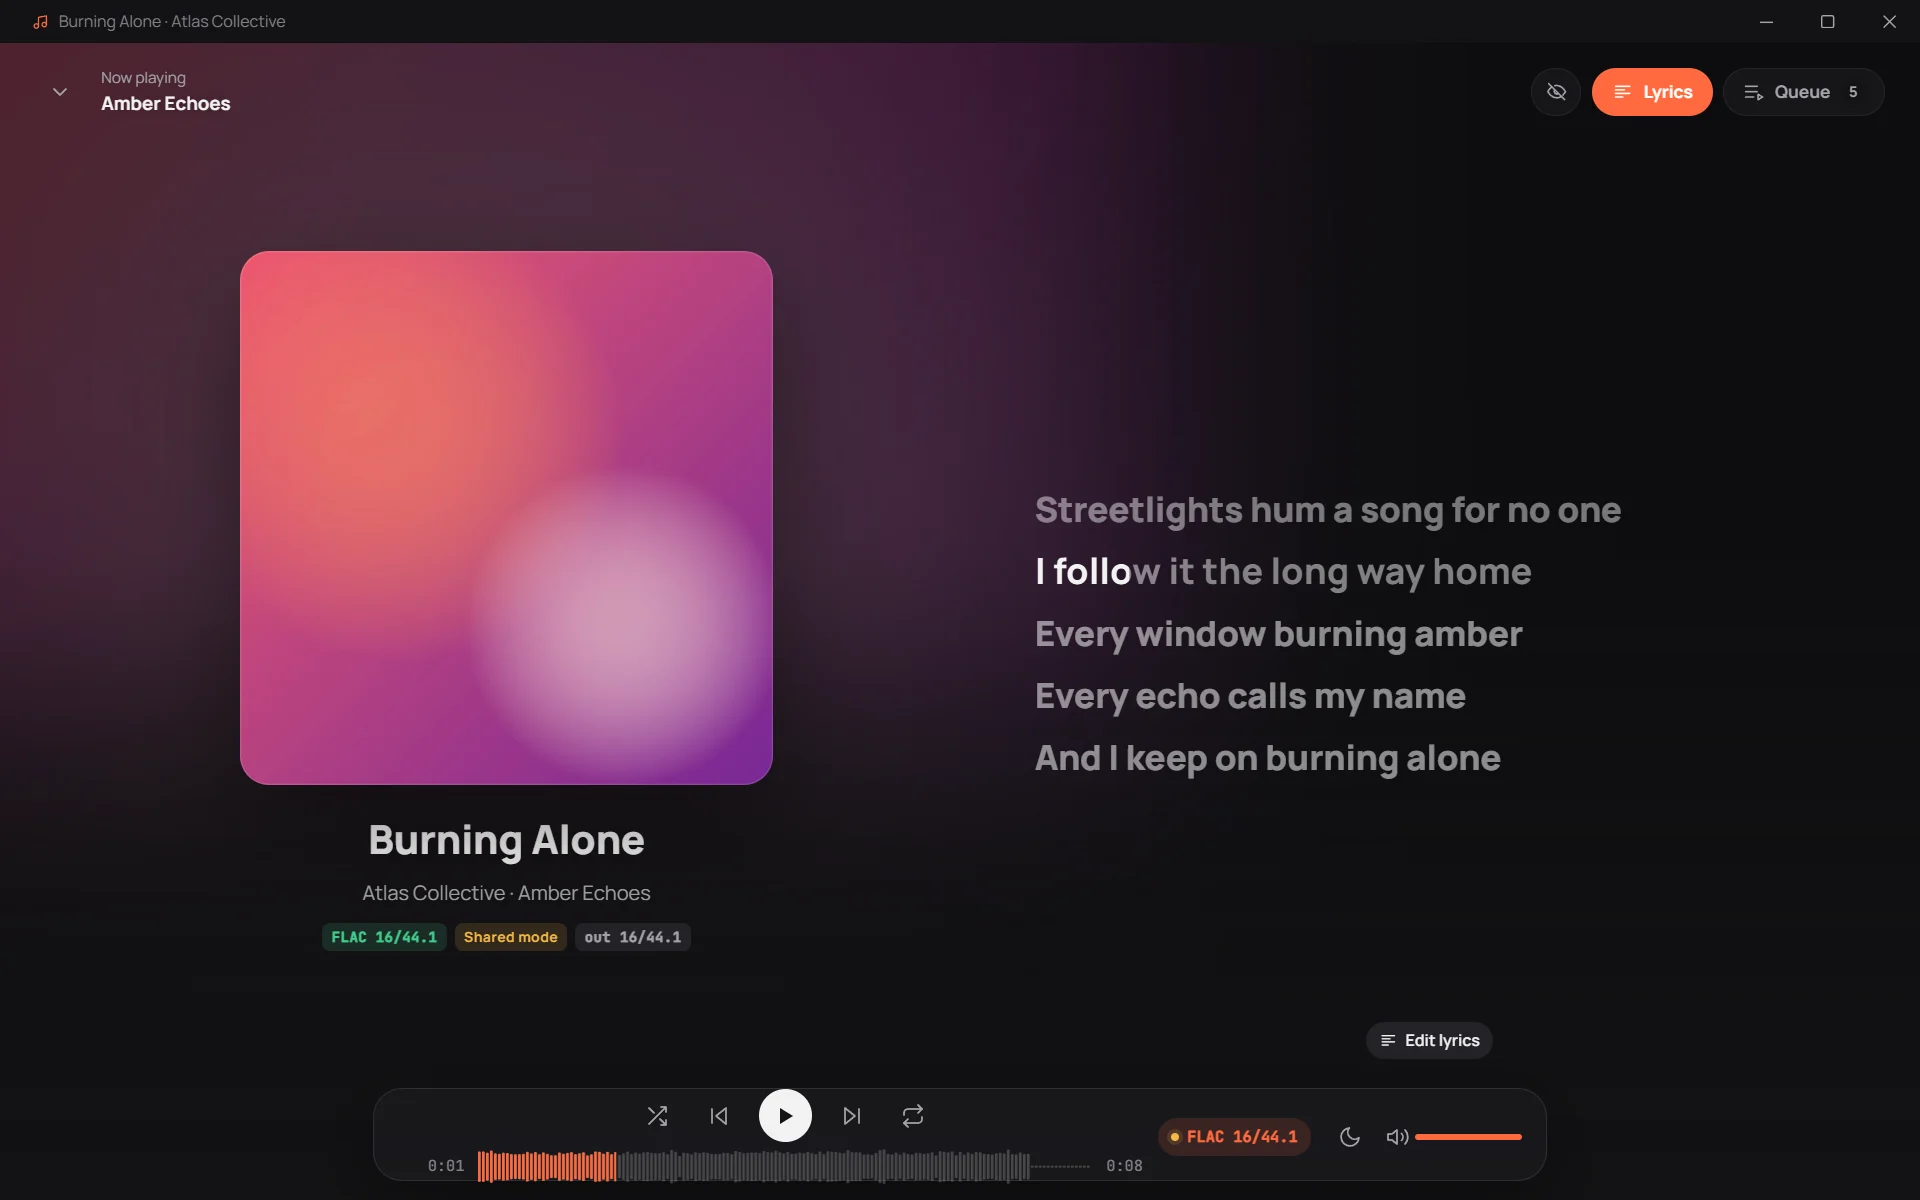 Burning Alone · Atlas Collective
Now playing
Amber Echoes
Lyrics
Queue 5
Streetlights hum a song for no one
I follow it the long way home
Every window burning amber
Every echo calls my name
And I keep on burning alone
Burning Alone
Atlas Collective · Amber Echoes
FLAC 16/44.1
Shared mode
out 16/44.1
Edit lyrics
0:01
0:08
FLAC 16/44.1